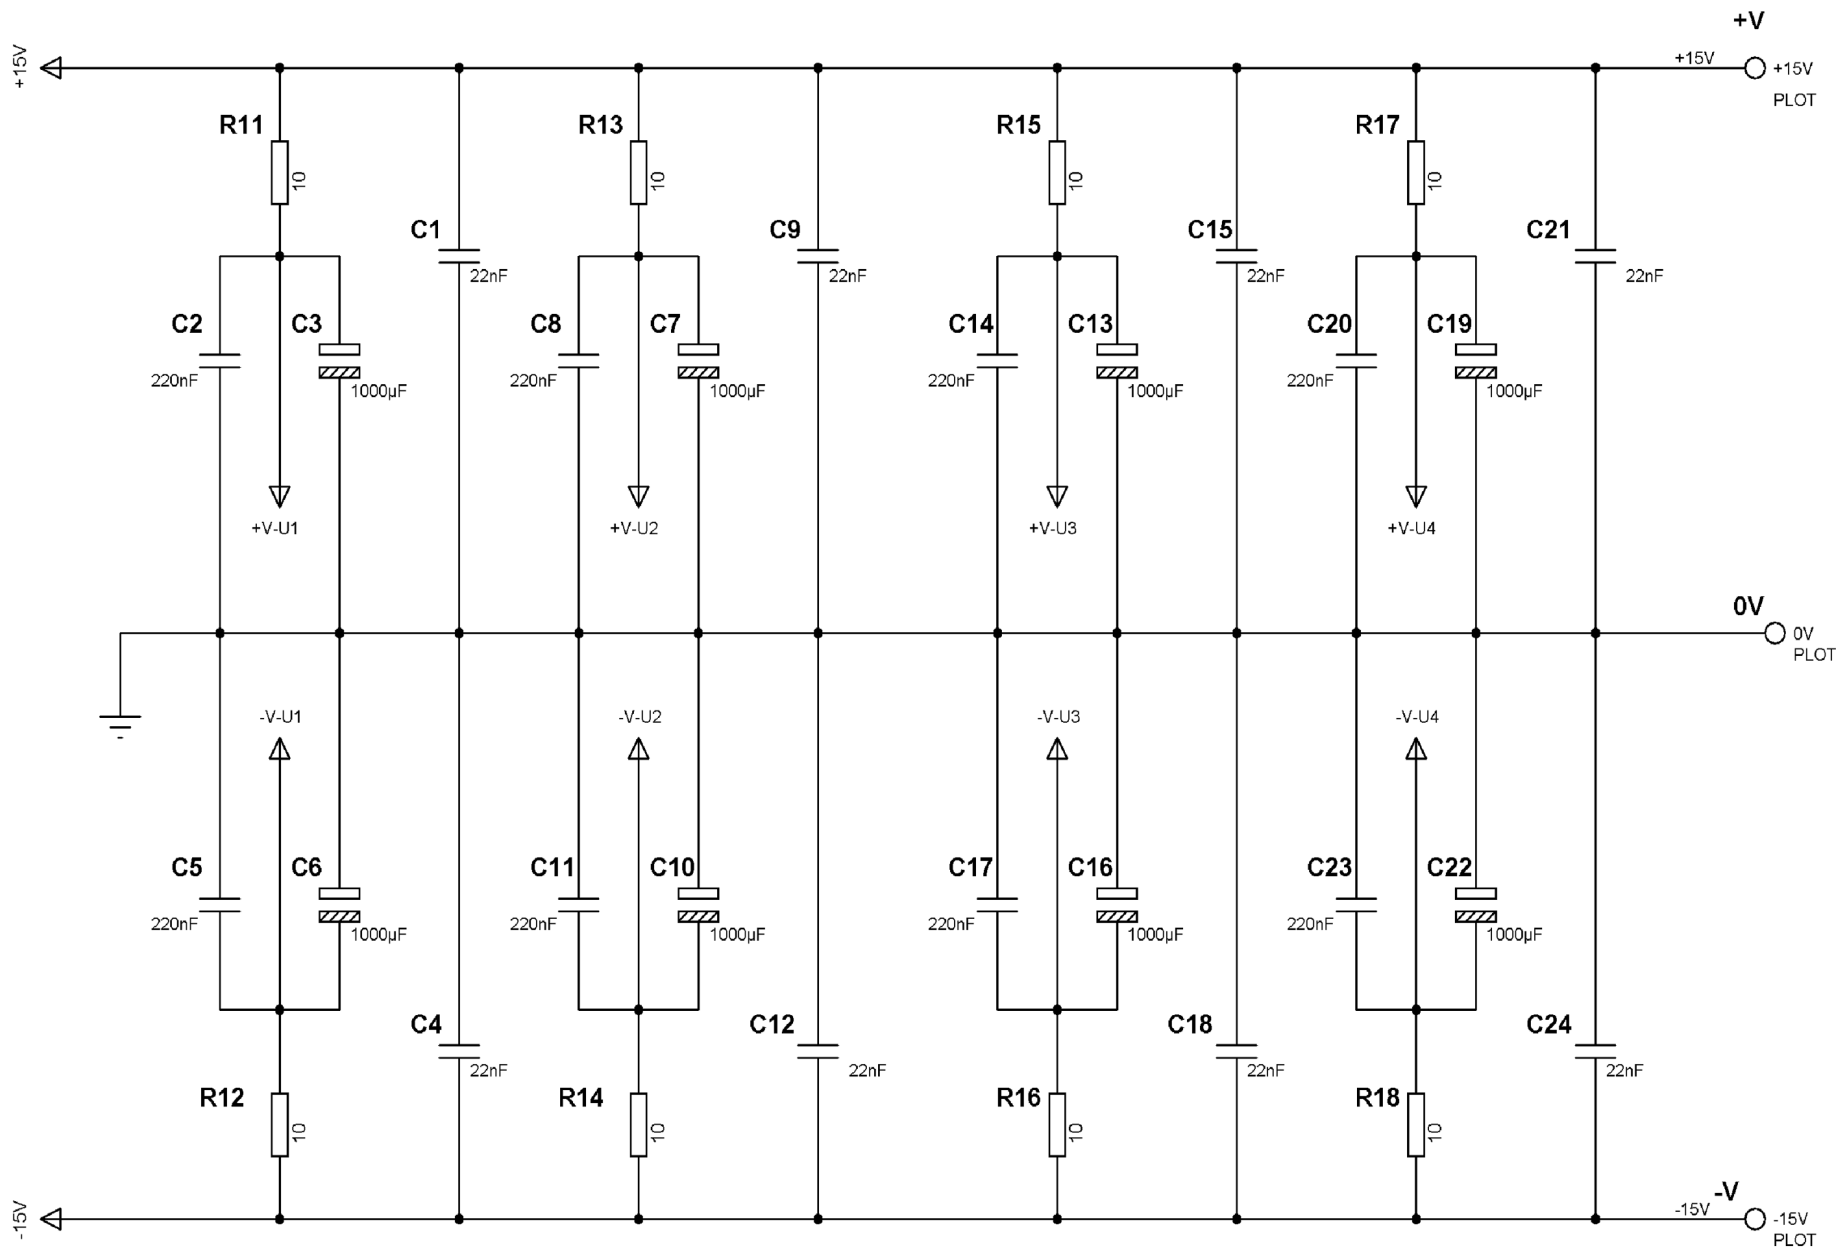 +V
+15V
+15V
+15V
PLOT
R11
R13
R15
R17
10
10
10
10
C1
C9
C15
C21
22nF
22nF
22nF
22nF
C2
C3
C8
C7
C14
C13
C20
C19
220nF
1000µF
220nF
1000µF
220nF
1000µF
220nF
1000µF
+V-U1
+V-U2
+V-U3
+V-U4
0V
0V
PLOT
-V-U1
-V-U2
-V-U3
-V-U4
C5
C6
C11
C10
C17
C16
C23
C22
220nF
1000µF
220nF
1000µF
220nF
1000µF
220nF
1000µF
C4
C12
C18
C24
22nF
22nF
22nF
22nF
R12
R14
R16
R18
10
10
10
10
-V
-15V
-15V
-15V
PLOT